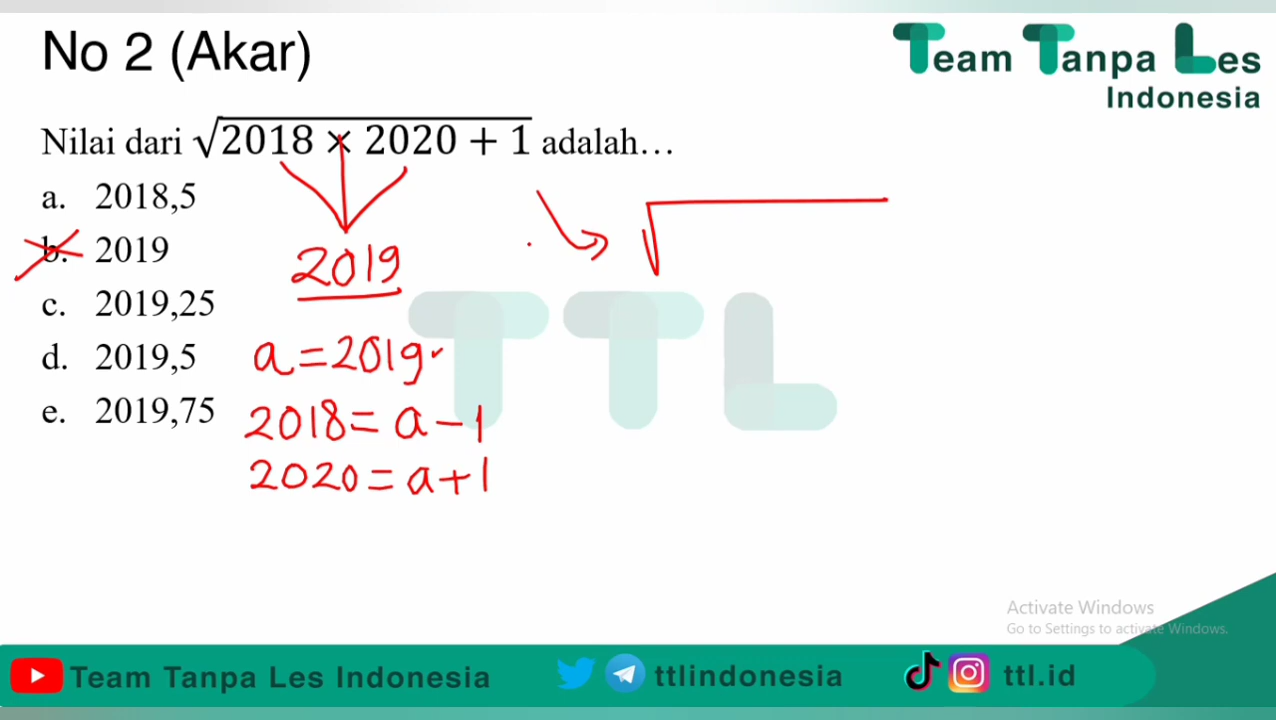 No 2 (Akar)
Team Tanpa Les
Indonesia
Nilai dari √2018 × 2020 + 1 adalah…
a. 2018,5
b. 2019
c. 2019,25
d. 2019,5
e. 2019,75
2019
a=2019
2018=a-1
2020=a+1
TTL
Activate Windows
Go to Settings to activate Windows.
Team Tanpa Les Indonesia
ttlindonesia
ttl.id